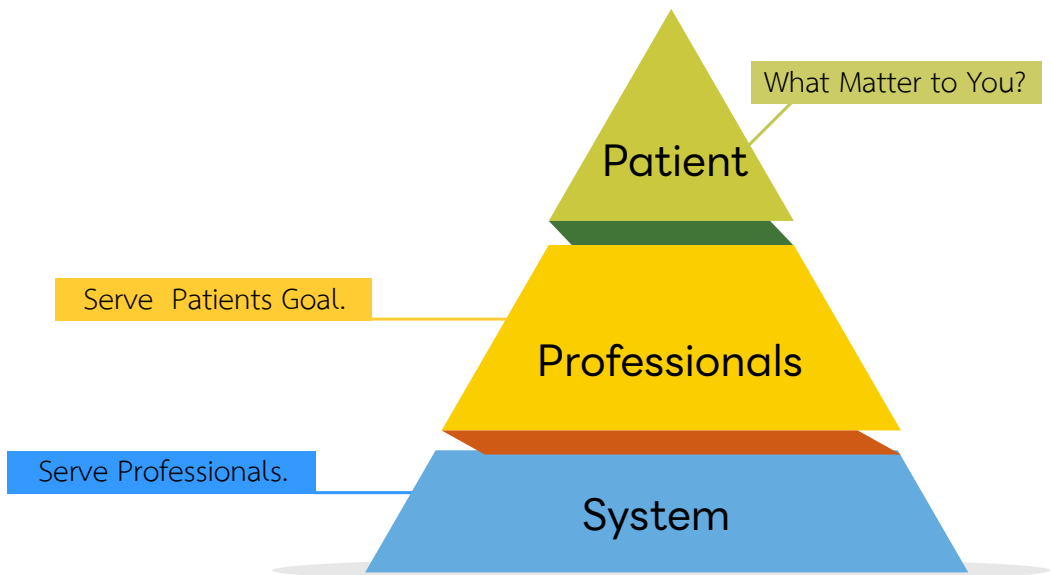 What Matter to You?
Patient
Serve Patients Goal.
Professionals
Serve Professionals.
System